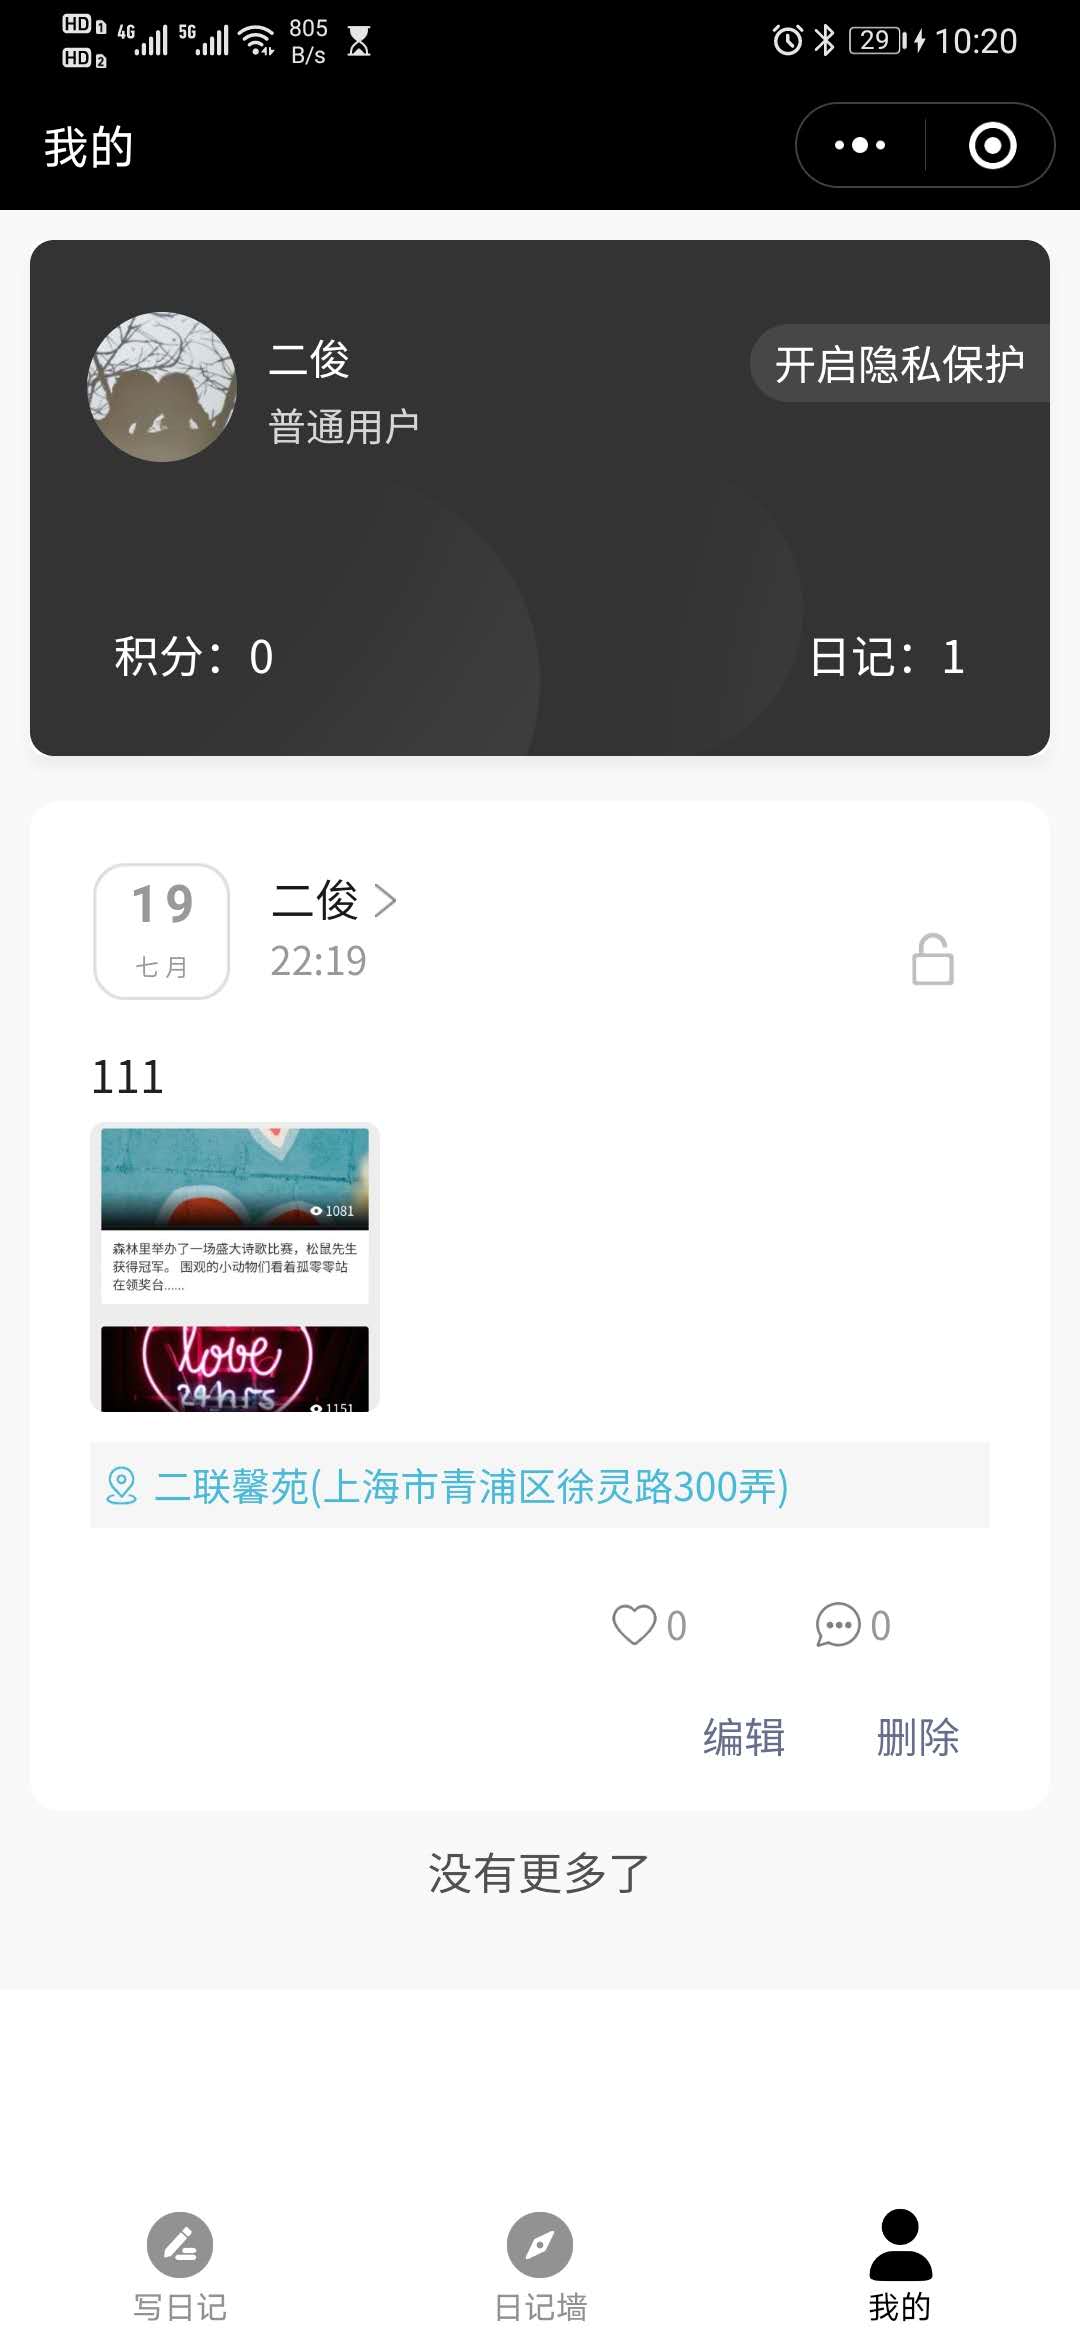 HD 1 4G 5G 805 29 10:20
HD 2 B/s
我的
二俊
开启隐私保护
普通用户
积分：0
日记：1
19
七月
二俊
22:19
111
1081
森林里举办了一场盛大诗歌比赛，松鼠先生
获得冠军。 围观的小动物们看着孤零零站
在领奖台......
love
24hrs
1151
二联馨苑(上海市青浦区徐灵路300弄)
0
0
编辑
删除
没有更多了
写日记
日记墙
我的